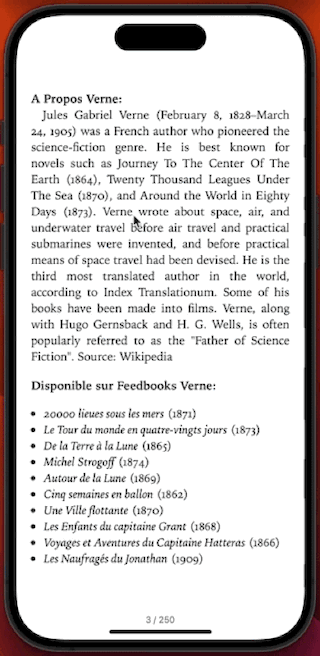 A Propos Verne:
Jules Gabriel Verne (February 8, 1828–March
24, 1905) was a French author who pioneered the
science-fiction genre. He is best known for
novels such as Journey To The Center Of The
Earth (1864), Twenty Thousand Leagues Under
The Sea (1870), and Around the World in Eighty
Days (1873). Verne wrote about space, air, and
underwater travel before air travel and practical
submarines were invented, and before practical
means of space travel had been devised. He is the
third most translated author in the world,
according to Index Translationum. Some of his
books have been made into films. Verne, along
with Hugo Gernsback and H. G. Wells, is often
popularly referred to as the "Father of Science
Fiction". Source: Wikipedia
Disponible sur Feedbooks Verne:
• 20000 lieues sous les mers (1871)
• Le Tour du monde en quatre-vingts jours (1873)
• De la Terre à la Lune (1865)
• Michel Strogoff (1874)
• Autour de la Lune (1869)
• Cinq semaines en ballon (1862)
• Une Ville flottante (1870)
• Les Enfants du capitaine Grant (1868)
• Voyages et Aventures du Capitaine Hatteras (1866)
• Les Naufragés du Jonathan (1909)
3 / 250